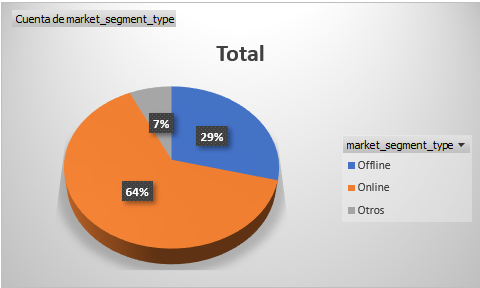 Cuenta de market_segment_type
Total
7%
29%
64%
market_segment_type
Offline
Online
Otros